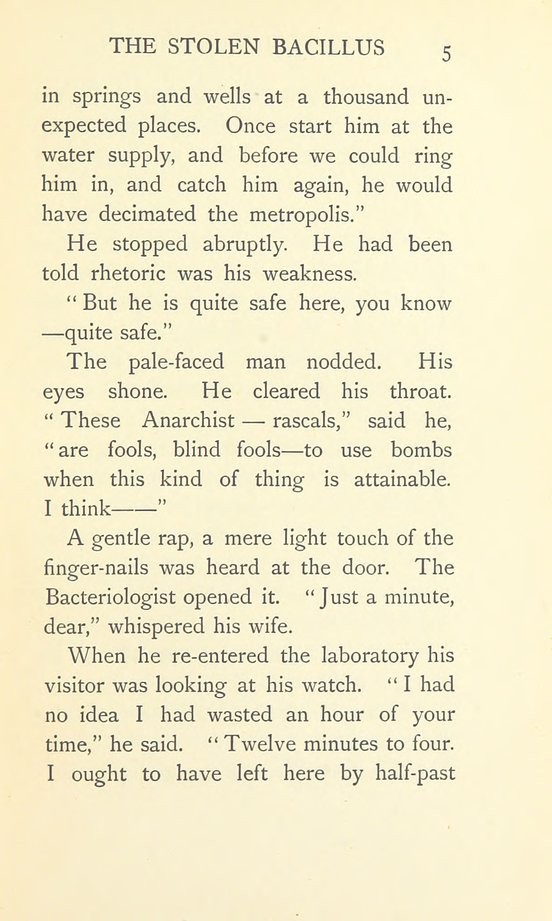 THE STOLEN BACILLUS 5
in springs and wells at a thousand un-
expected places. Once start him at the
water supply, and before we could ring
him in, and catch him again, he would
have decimated the metropolis.”
He stopped abruptly. He had been
told rhetoric was his weakness.
“ But he is quite safe here, you know
—quite safe.”
The pale-faced man nodded. His
eyes shone. He cleared his throat.
“ These Anarchist — rascals,” said he,
“ are fools, blind fools—to use bombs
when this kind of thing is attainable.
I think——”
A gentle rap, a mere light touch of the
finger-nails was heard at the door. The
Bacteriologist opened it. “ Just a minute,
dear,” whispered his wife.
When he re-entered the laboratory his
visitor was looking at his watch. “ I had
no idea I had wasted an hour of your
time,” he said. “ Twelve minutes to four.
I ought to have left here by half-past